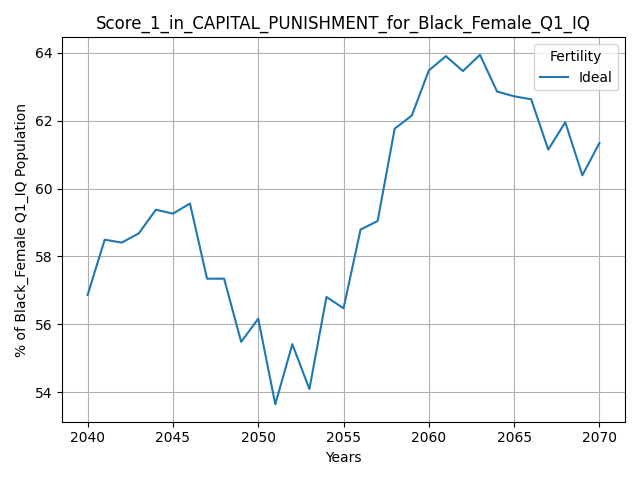 Score_1_in_CAPITAL_PUNISHMENT_for_Black_Female_Q1_IQ
Fertility
Ideal
% of Black_Female Q1_IQ Population
64
62
60
58
56
54
2040 2045 2050 2055 2060 2065 2070
Years